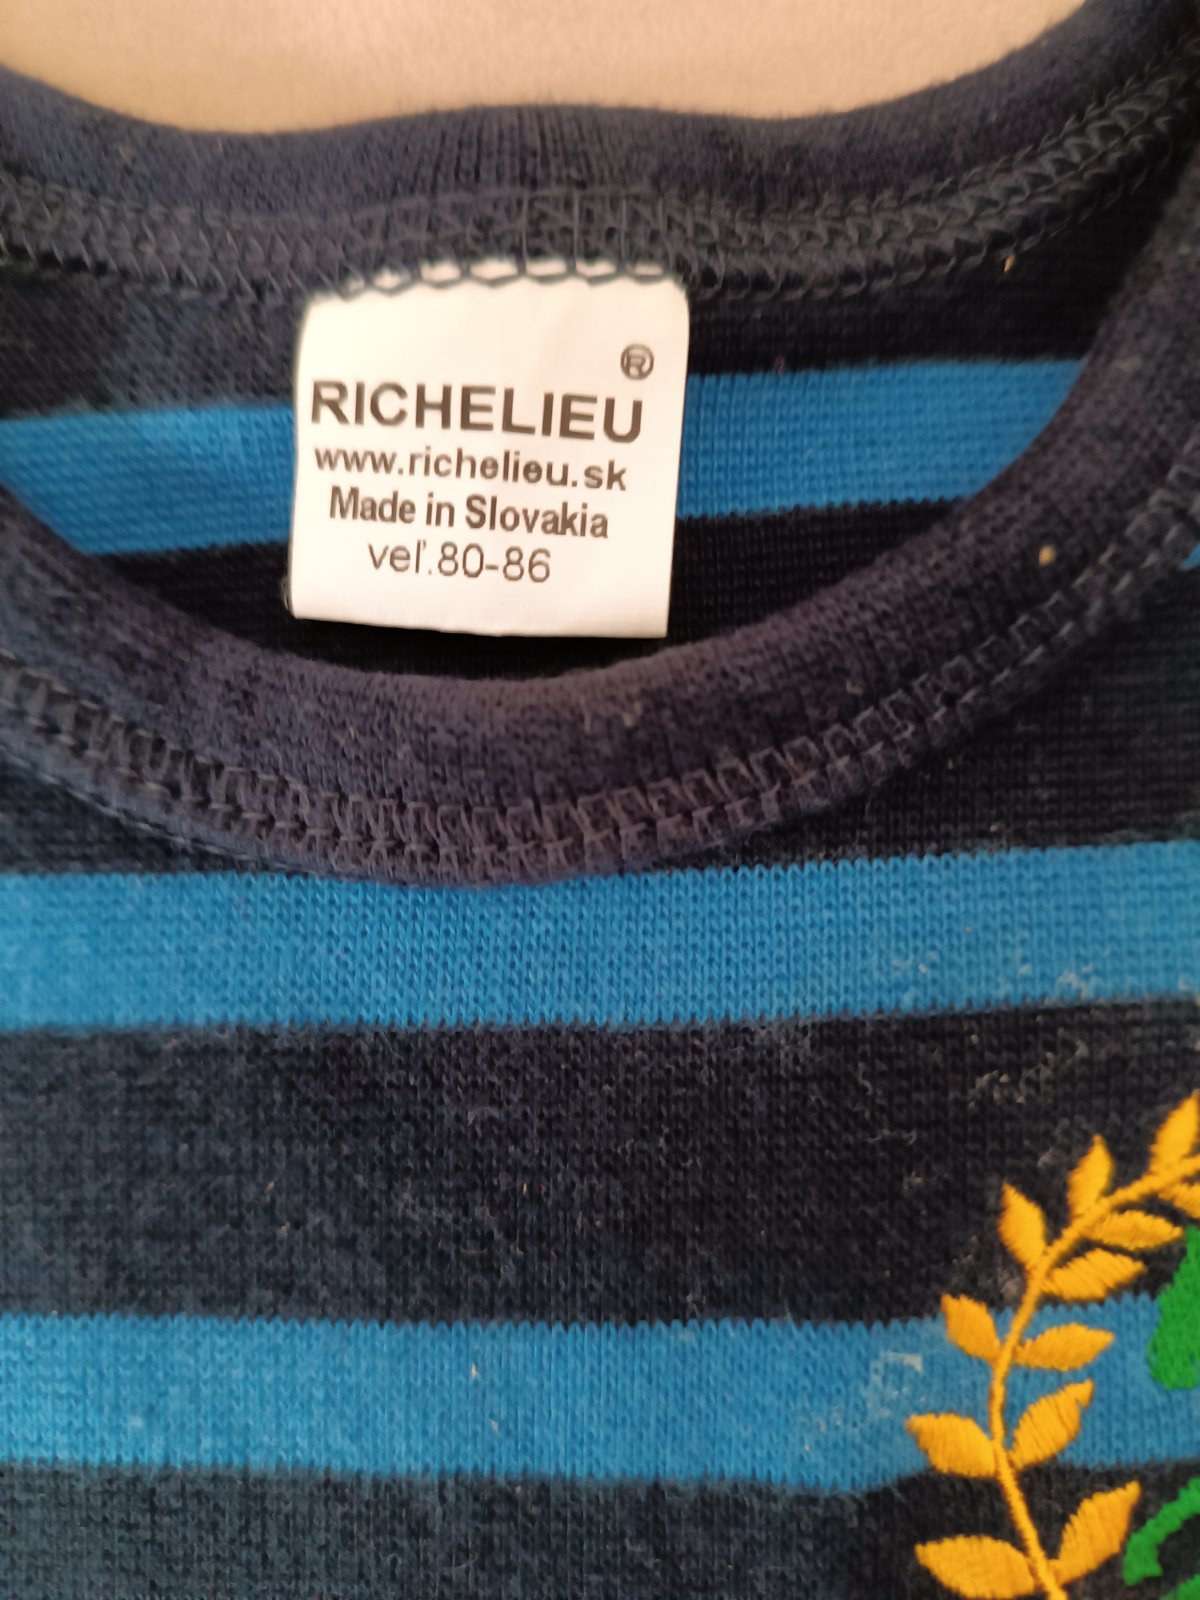 ®
RICHELIEU
www.richelieu.sk
Made in Slovakia
veľ.80-86